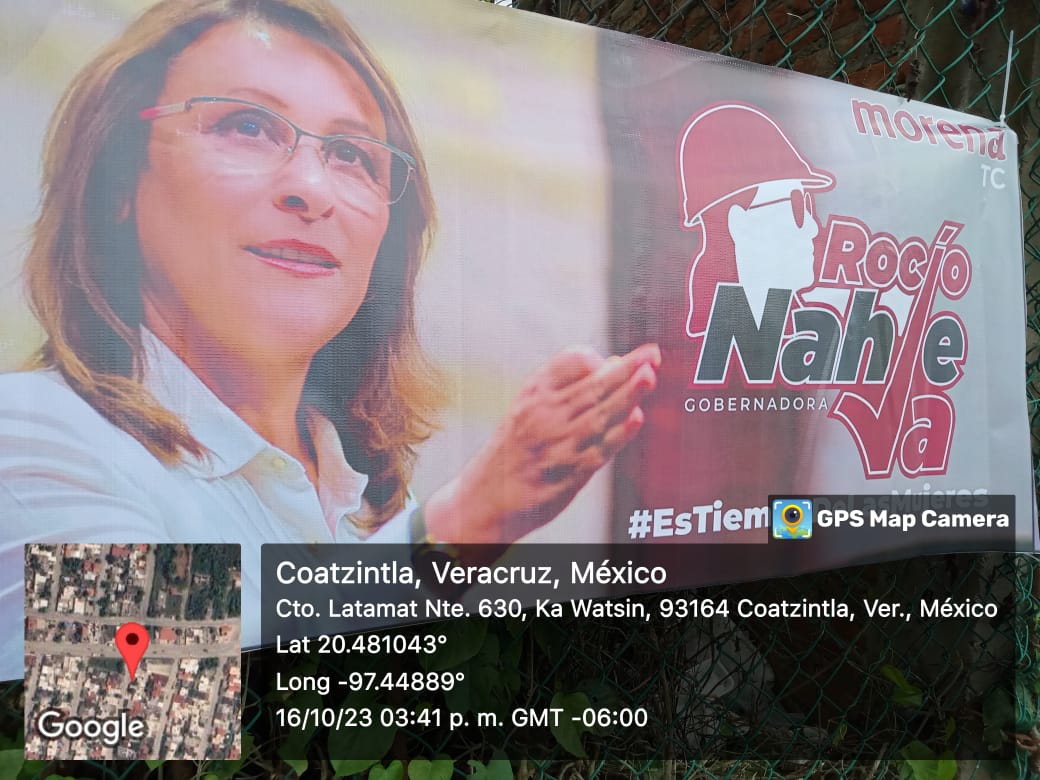 morena
TC
Rocío
Nahle
GOBERNADORA
Va
#EsTiem DeLasMujeres
GPS Map Camera
Coatzintla, Veracruz, México
Cto. Latamat Nte. 630, Ka Watsin, 93164 Coatzintla, Ver., México
Lat 20.481043°
Long -97.44889°
16/10/23 03:41 p. m. GMT -06:00
Google